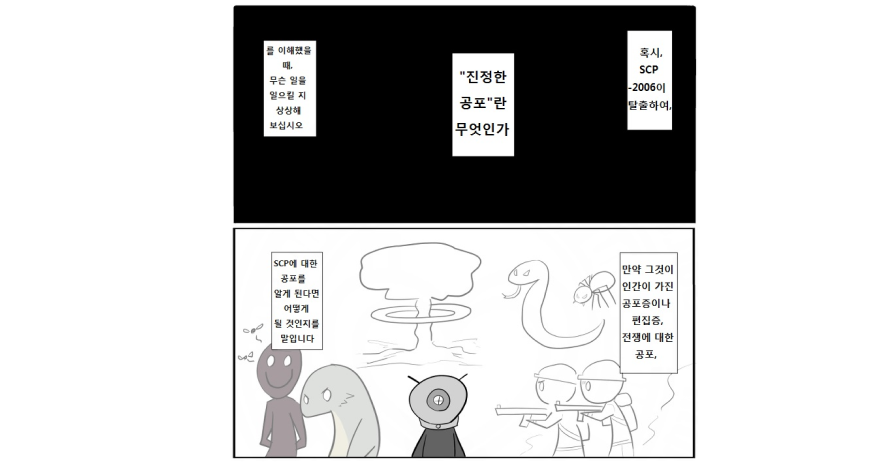 혹시,
SCP
-2006이
탈출하여,
"진정한
공포"란
무엇인가
를 이해했을
때,
무슨 일을
일으킬 지
상상해
보십시오
만약 그것이
인간이 가진
공포증이나
편집증,
전쟁에 대한
공포,
SCP에 대한
공포를
알게 된다면
어떻게
될 것인지를
말입니다